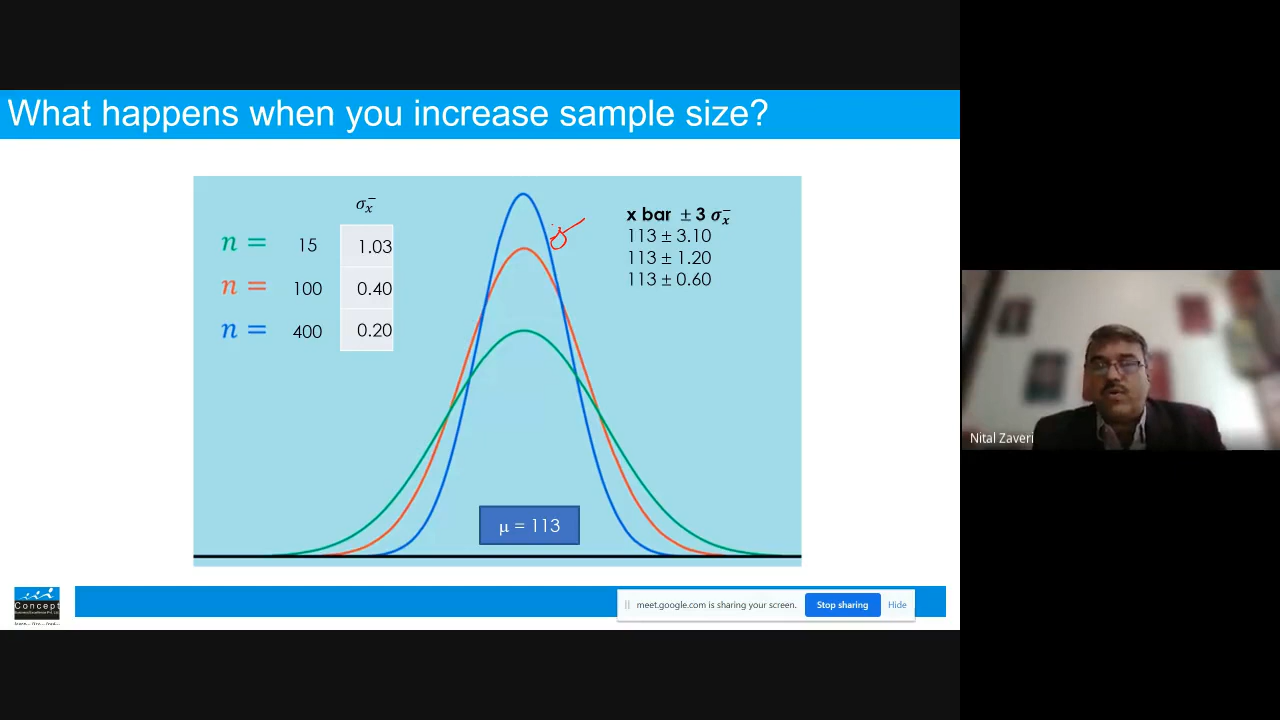 What happens when you increase sample size?
σx̄
n = 15 1.03
n = 100 0.40
n = 400 0.20
x bar ± 3 σx̄
113 ± 3.10
113 ± 1.20
113 ± 0.60
μ = 113
Nital Zaveri
Concept
meet.google.com is sharing your screen.
Stop sharing
Hide